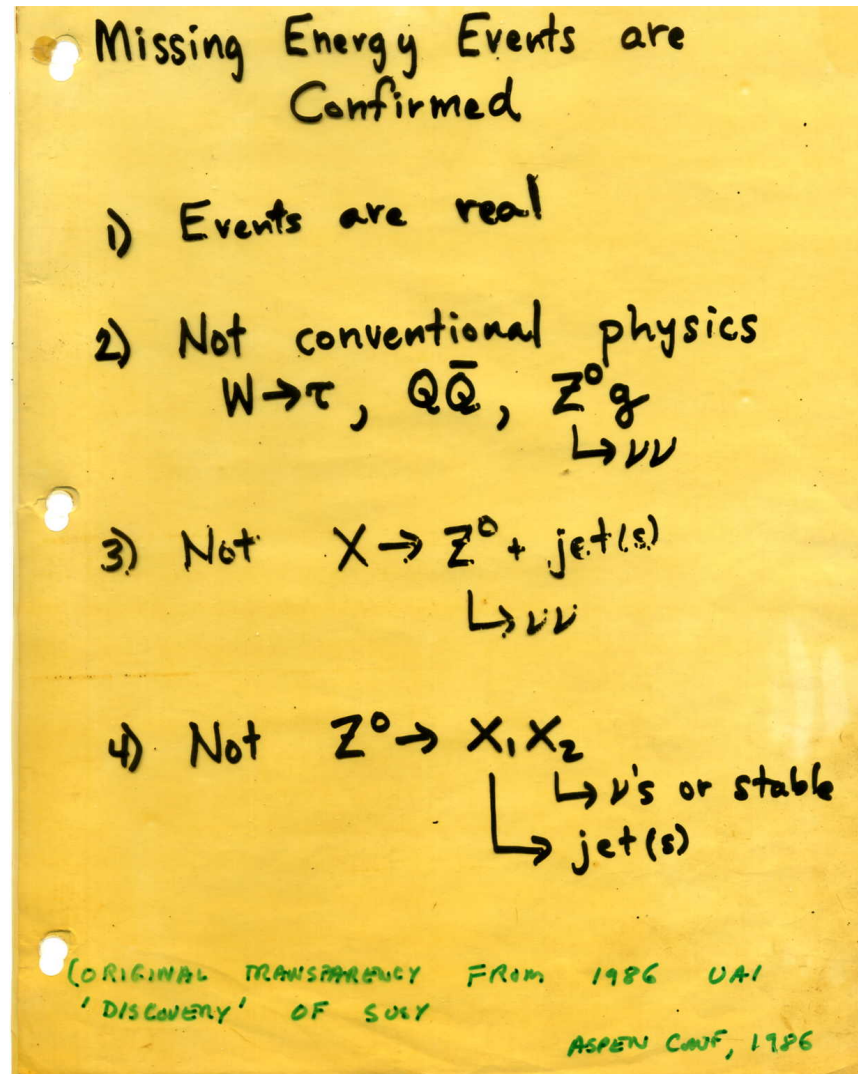 Missing Energy Events are
Confirmed
1) Events are real
2) Not conventional physics
W→τ, QQ̄, Z⁰g
↳νν
3) Not X→ Z⁰+ jet(s)
↳νν
4) Not Z⁰→ X₁X₂
↳ν's or stable
↳jet(s)
(ORIGINAL TRANSPARENCY FROM 1986 UA1
'DISCOVERY' OF SUSY
ASPEN CONF, 1986